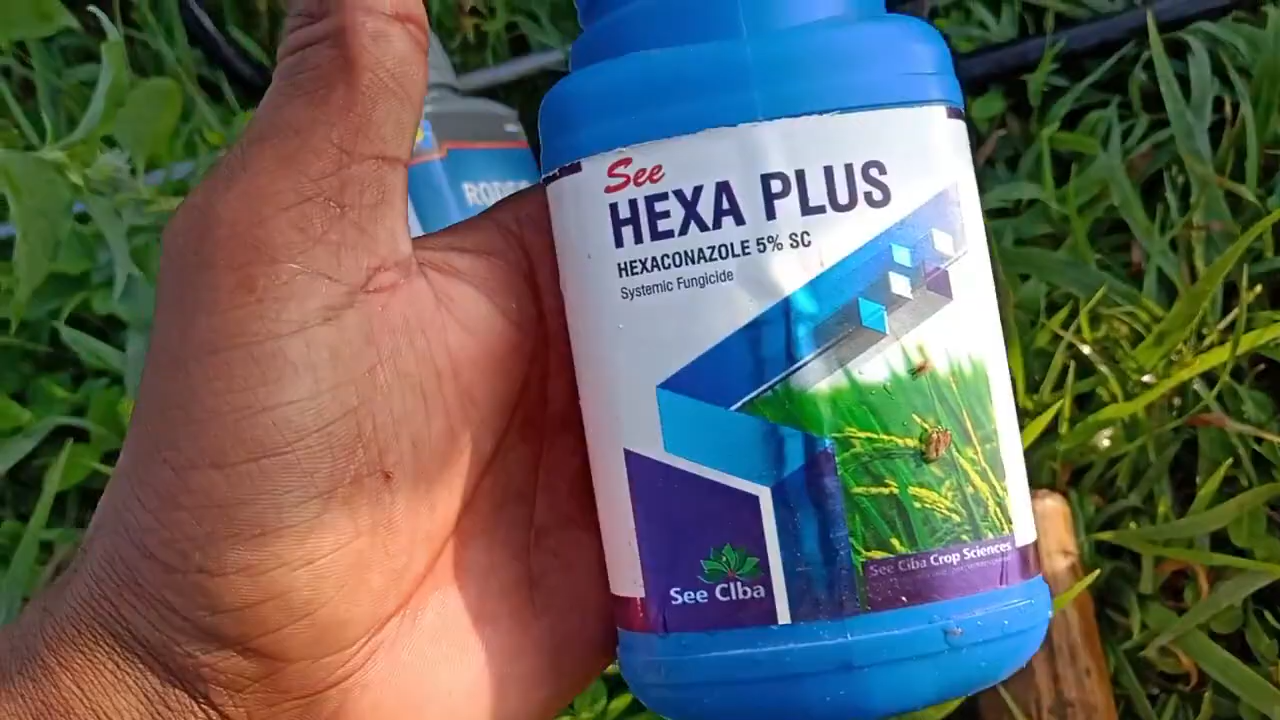 See
HEXA PLUS
HEXACONAZOLE 5% SC
Systemic Fungicide
See CIba
See Ciba Crop Sciences